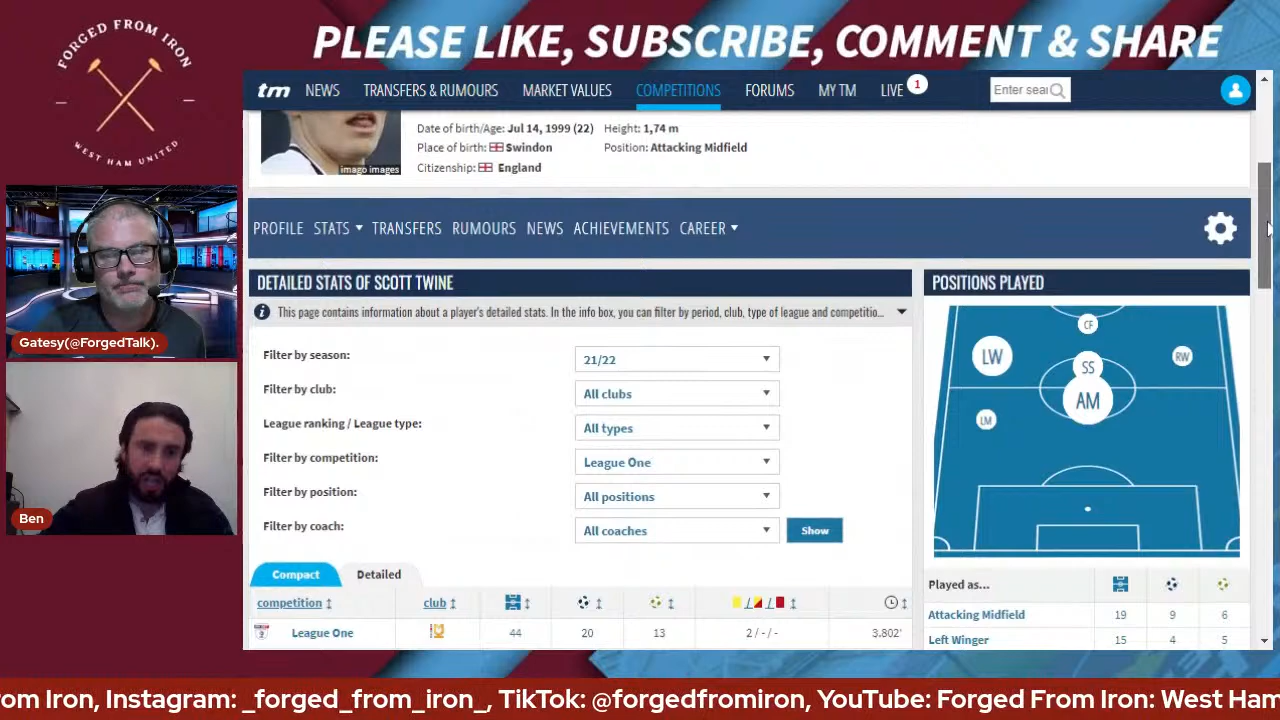 PLEASE LIKE, SUBSCRIBE, COMMENT & SHARE
FORGED FROM IRON
WEST HAM UNITED
tm NEWS TRANSFERS & RUMOURS MARKET VALUES COMPETITIONS FORUMS MY TM LIVE 1 Enter sear
Date of birth/Age: Jul 14, 1999 (22) Height: 1,74 m
Place of birth: Swindon Position: Attacking Midfield
Citizenship: England
imago images
PROFILE STATS TRANSFERS RUMOURS NEWS ACHIEVEMENTS CAREER
DETAILED STATS OF SCOTT TWINE
This page contains information about a player's detailed stats. In the info box, you can filter by period, club, type of league and competitio...
Filter by season: 21/22
Filter by club: All clubs
League ranking / League type: All types
Filter by competition: League One
Filter by position: All positions
Filter by coach: All coaches Show
Compact Detailed
competition club
League One 44 20 13 2 / - / - 3,802'
POSITIONS PLAYED
CF
LW SS RW
AM
LM
Played as...
Attacking Midfield 19 9 6
Left Winger 15 4 5
Gatesy(@ForgedTalk).
Ben
rom Iron, Instagram: _forged_from_iron_, TikTok: @forgedfromiron, YouTube: Forged From Iron: West Ham